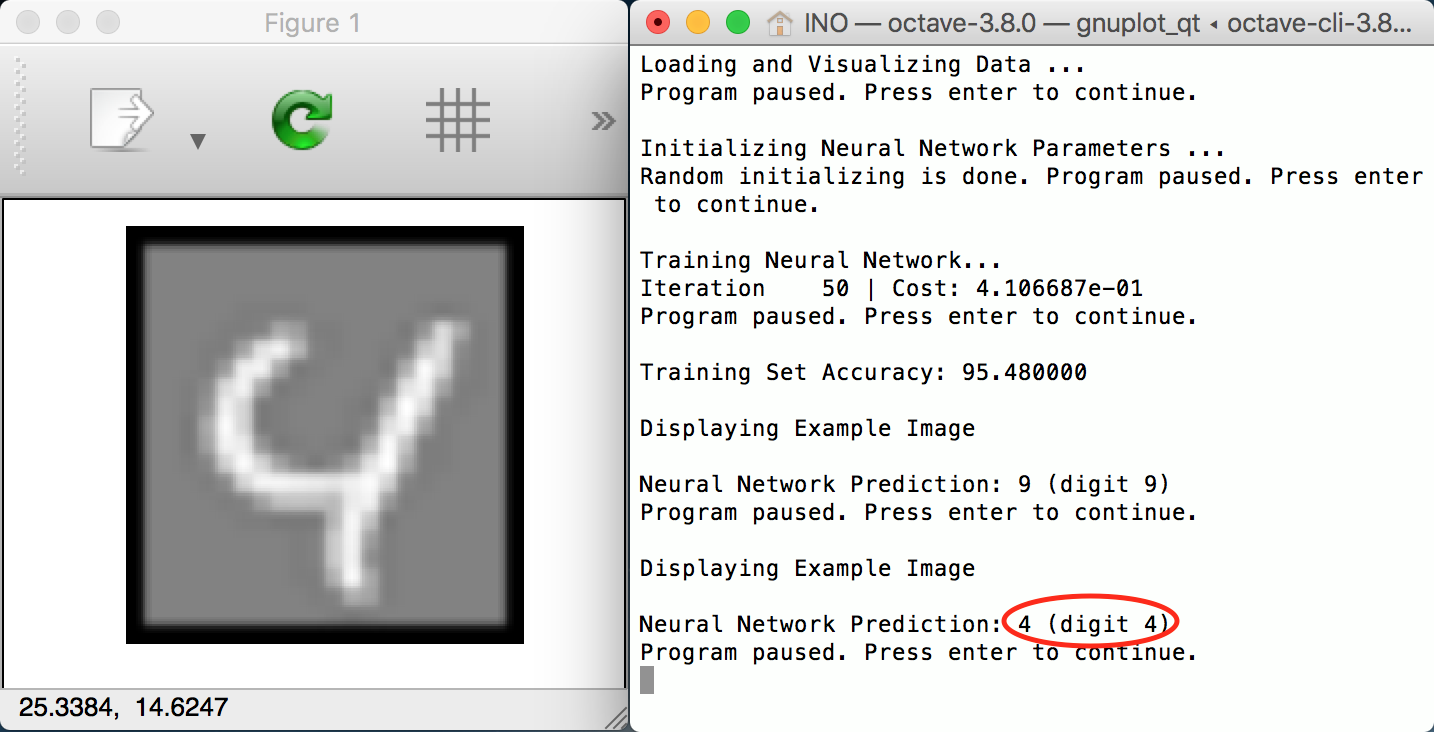 Figure 1
»
4
25.3384, 14.6247
INO — octave-3.8.0 — gnuplot_qt ◂ octave-cli-3.8...
Loading and Visualizing Data ...
Program paused. Press enter to continue.
Initializing Neural Network Parameters ...
Random initializing is done. Program paused. Press enter
to continue.
Training Neural Network...
Iteration    50 | Cost: 4.106687e-01
Program paused. Press enter to continue.
Training Set Accuracy: 95.480000
Displaying Example Image
Neural Network Prediction: 9 (digit 9)
Program paused. Press enter to continue.
Displaying Example Image
Neural Network Prediction: 4 (digit 4)
Program paused. Press enter to continue.